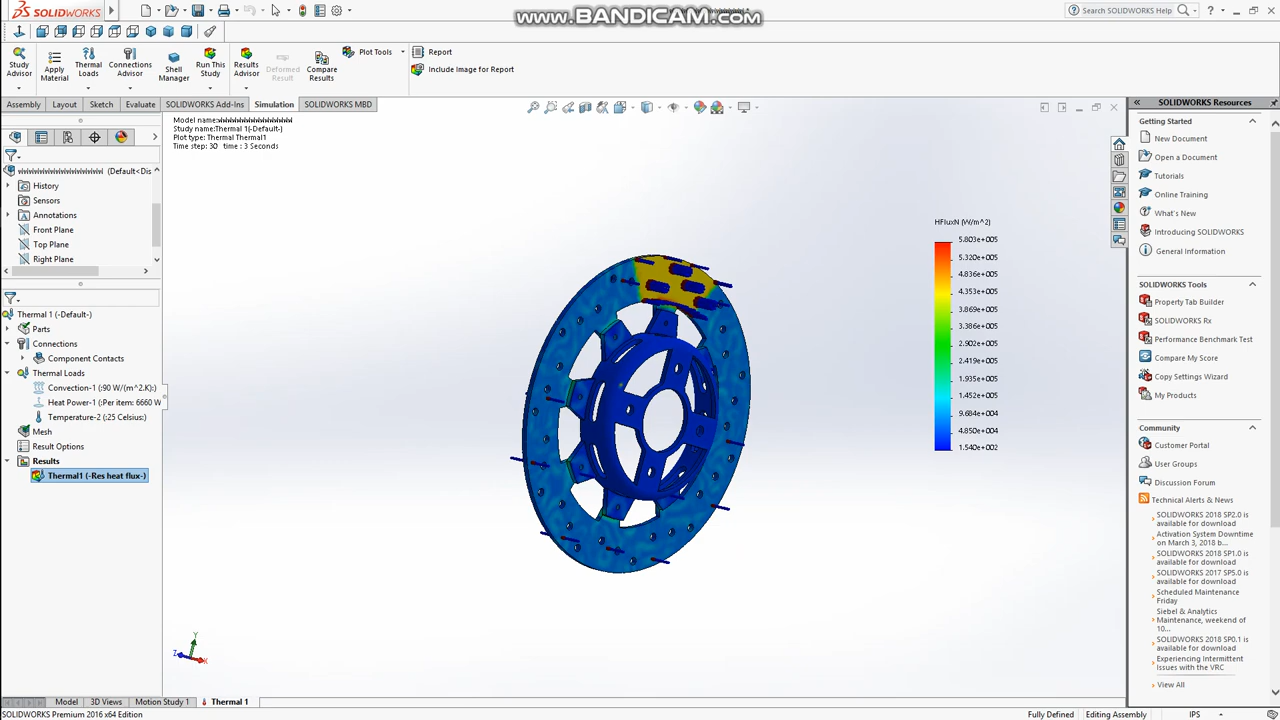 SOLIDWORKS
www.BANDICAM.com
Search SOLIDWORKS Help
Study Advisor
Apply Material
Thermal Loads
Connections Advisor
Shell Manager
Run This Study
Results Advisor
Deformed Result
Compare Results
Plot Tools
Report
Include Image for Report
Assembly
Layout
Sketch
Evaluate
SOLIDWORKS Add-Ins
Simulation
SOLIDWORKS MBD
(Default<Dis
History
Sensors
Annotations
Front Plane
Top Plane
Right Plane
Thermal 1 (-Default-)
Parts
Connections
Component Contacts
Thermal Loads
Convection-1 (:90 W/(m^2.K):)
Heat Power-1 (:Per item: 6660 W
Temperature-2 (:25 Celsius:)
Mesh
Result Options
Results
Thermal1 (-Res heat flux-)
Model name:
Study name:Thermal 1(-Default-)
Plot type: Thermal Thermal1
Time step: 30 time : 3 Seconds
HFluxN (W/m^2)
5.803e+005
5.320e+005
4.836e+005
4.353e+005
3.869e+005
3.386e+005
2.902e+005
2.419e+005
1.935e+005
1.452e+005
9.684e+004
4.850e+004
1.540e+002
Y
Z
X
SOLIDWORKS Resources
Getting Started
New Document
Open a Document
Tutorials
Online Training
What's New
Introducing SOLIDWORKS
General Information
SOLIDWORKS Tools
Property Tab Builder
SOLIDWORKS Rx
Performance Benchmark Test
Compare My Score
Copy Settings Wizard
My Products
Community
Customer Portal
User Groups
Discussion Forum
Technical Alerts & News
SOLIDWORKS 2018 SP2.0 is
available for download
Activation System Downtime
on March 3, 2018 b...
SOLIDWORKS 2018 SP1.0 is
available for download
SOLIDWORKS 2017 SP5.0 is
available for download
Scheduled Maintenance
Friday
Siebel & Analytics
Maintenance, weekend of
10...
SOLIDWORKS 2018 SP0.1 is
available for download
Experiencing Intermittent
Issues with the VRC
View All
Model
3D Views
Motion Study 1
Thermal 1
SOLIDWORKS Premium 2016 x64 Edition
Fully Defined
Editing Assembly
IPS